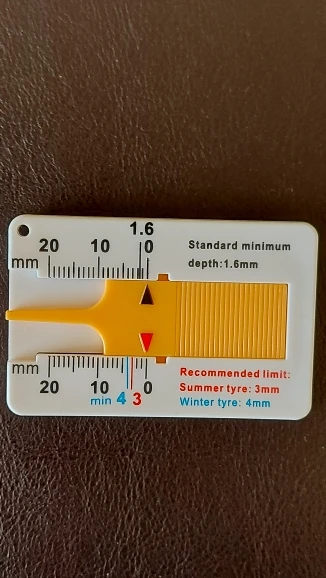 1.6
20 10 0
mm
Standard minimum
depth:1.6mm
mm
20 10 0
min 4 3
Recommended limit:
Summer tyre: 3mm
Winter tyre: 4mm